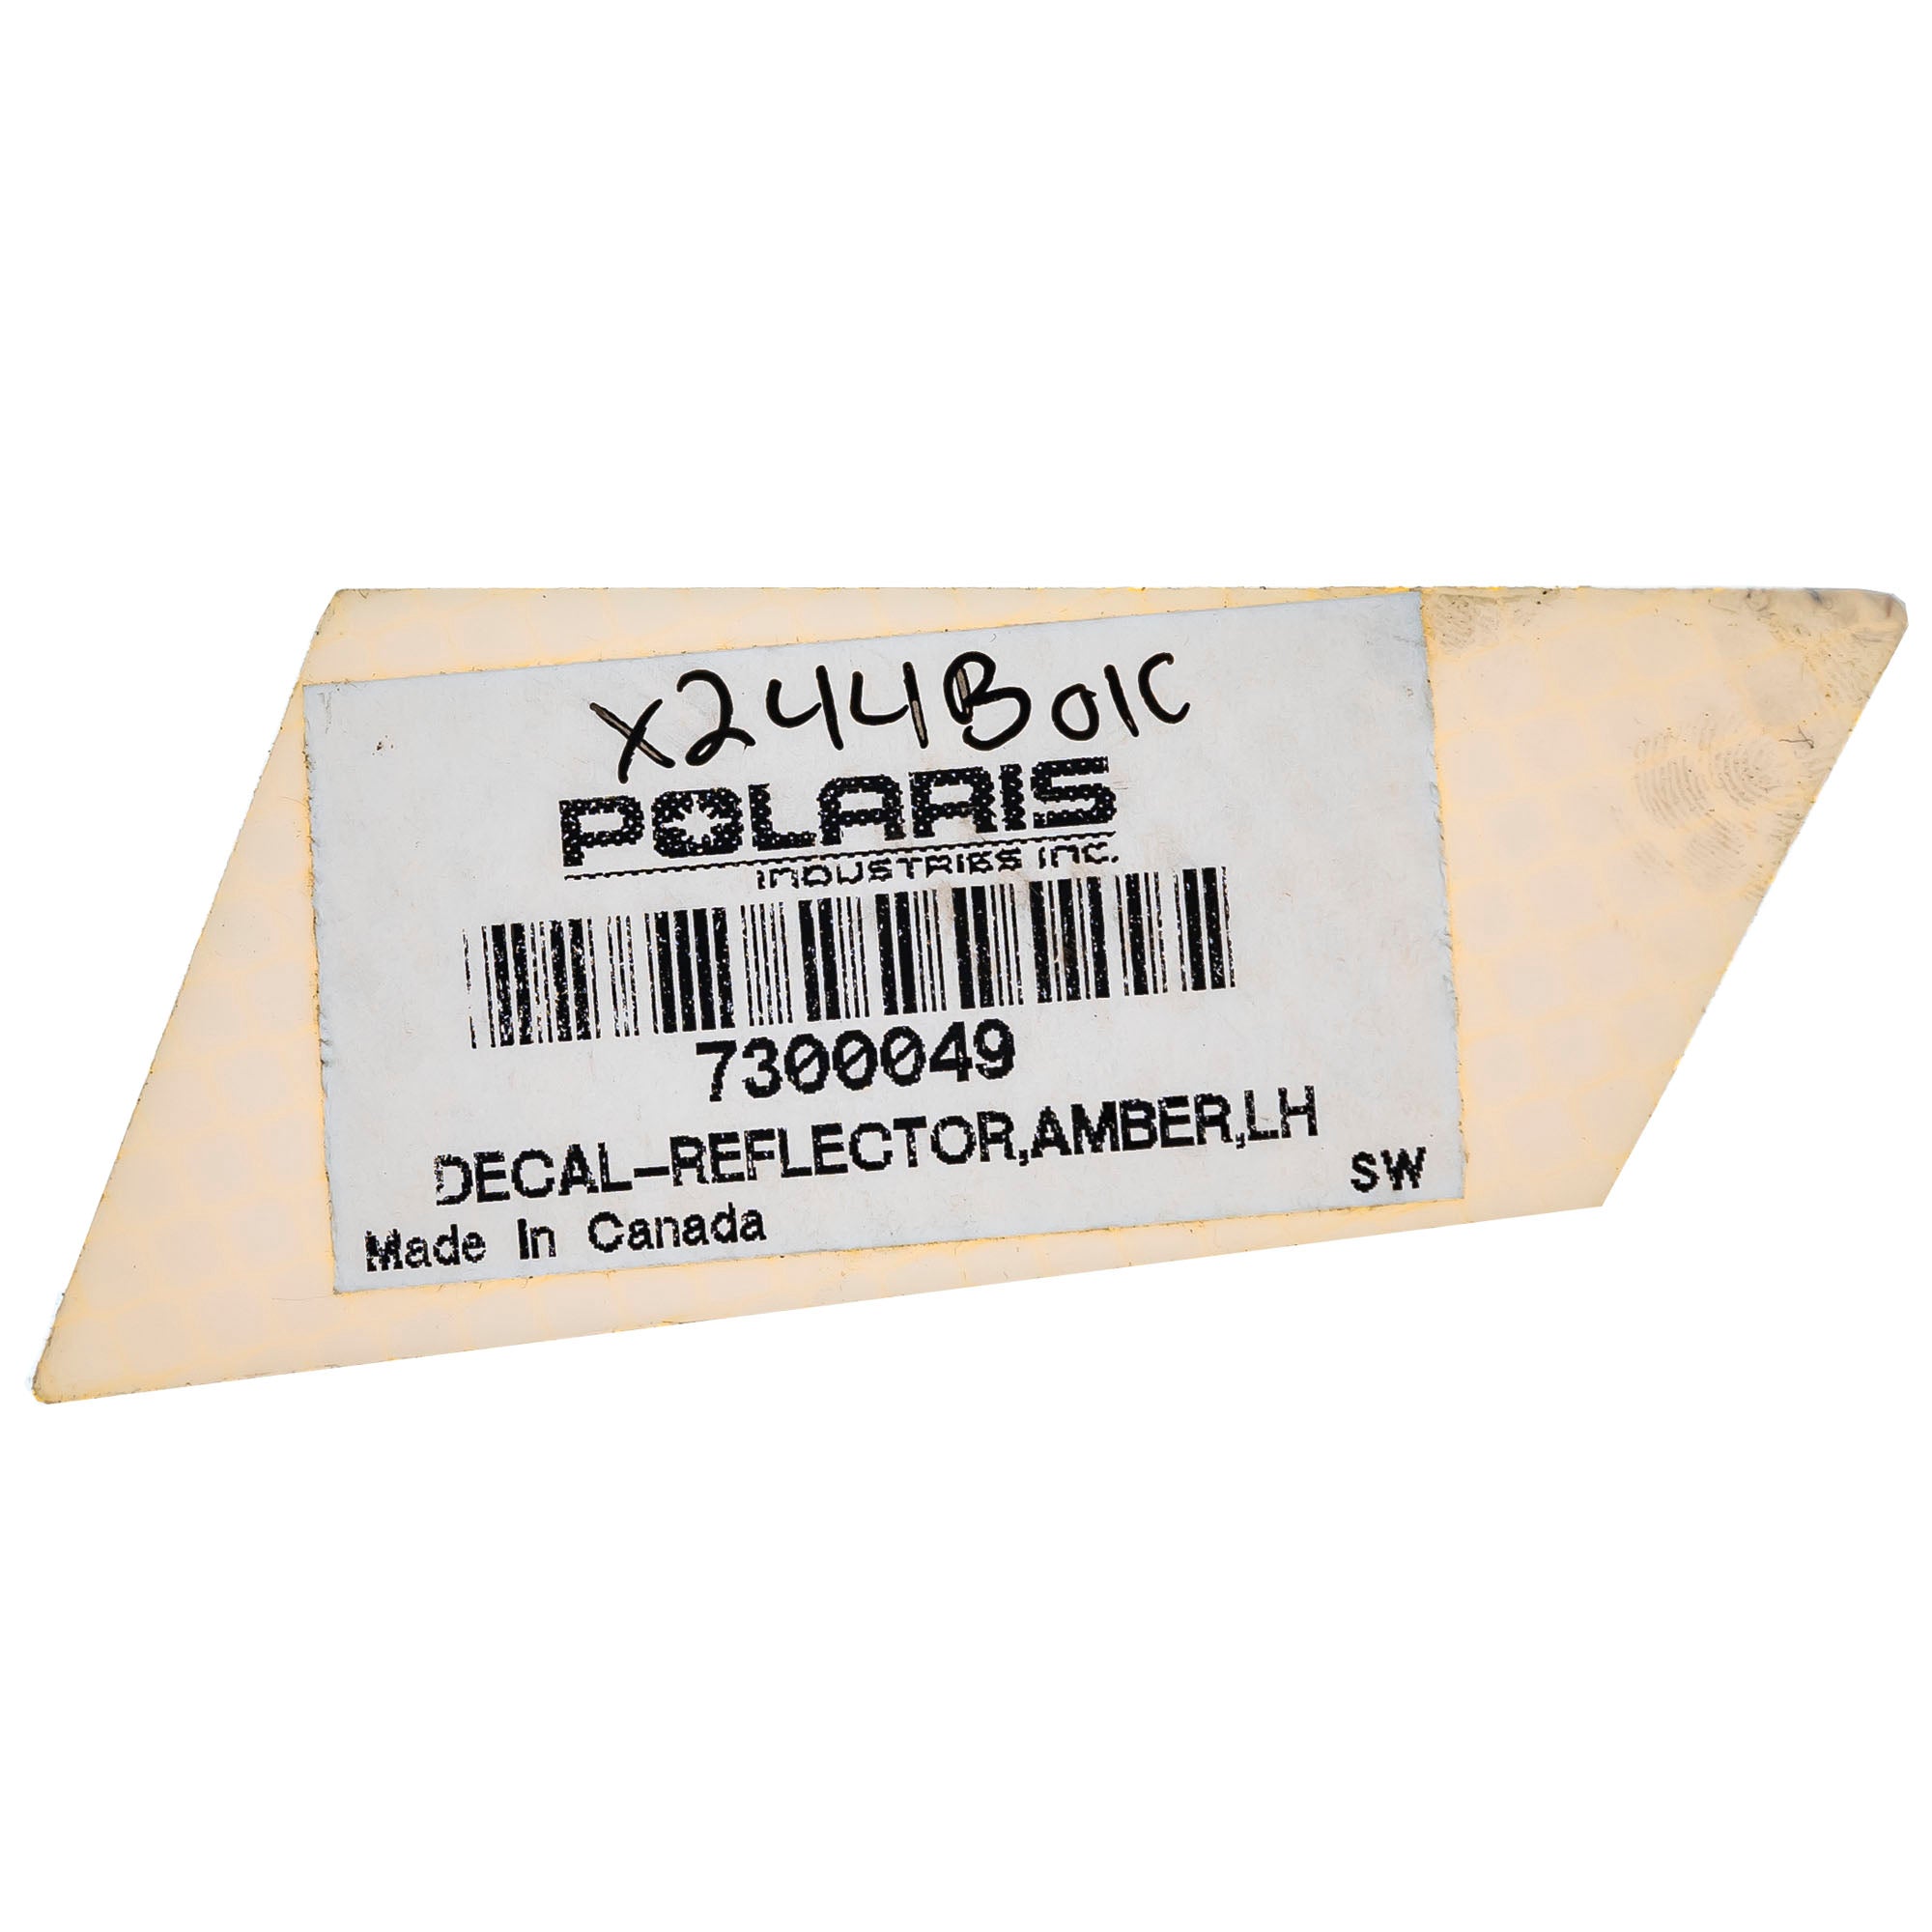 X244B01C
POLARIS
INDUSTRIES INC.
7300049
DECAL-REFLECTOR,AMBER,LH
SW
Made In Canada